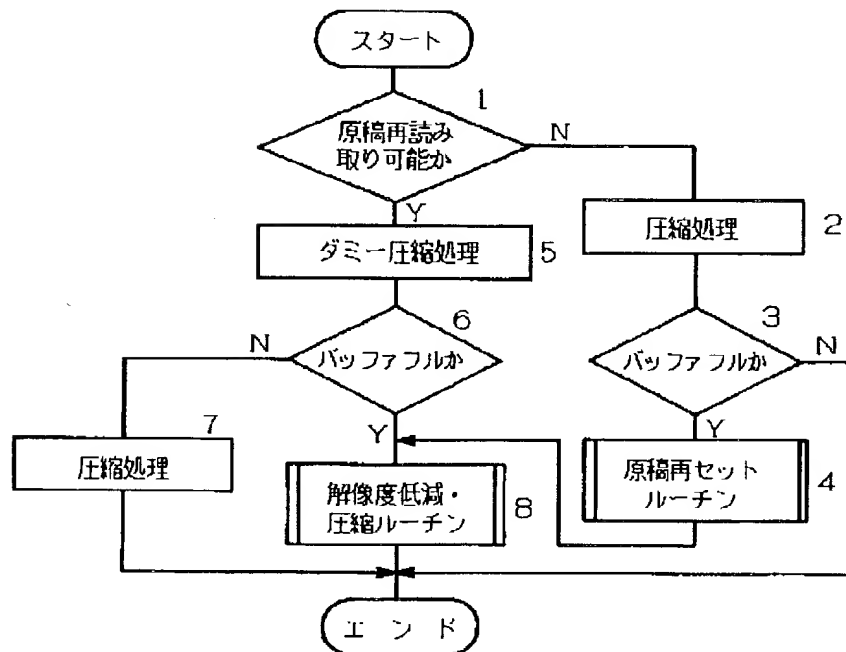 スタート
1
原稿再読み
取り可能か
N
Y
圧縮処理
2
ダミー圧縮処理
5
6
3
N
バッファフルか
バッファフルか
N
7
Y
Y
圧縮処理
解像度低減・
圧縮ルーチン
8
原稿再セット
ルーチン
4
エンド